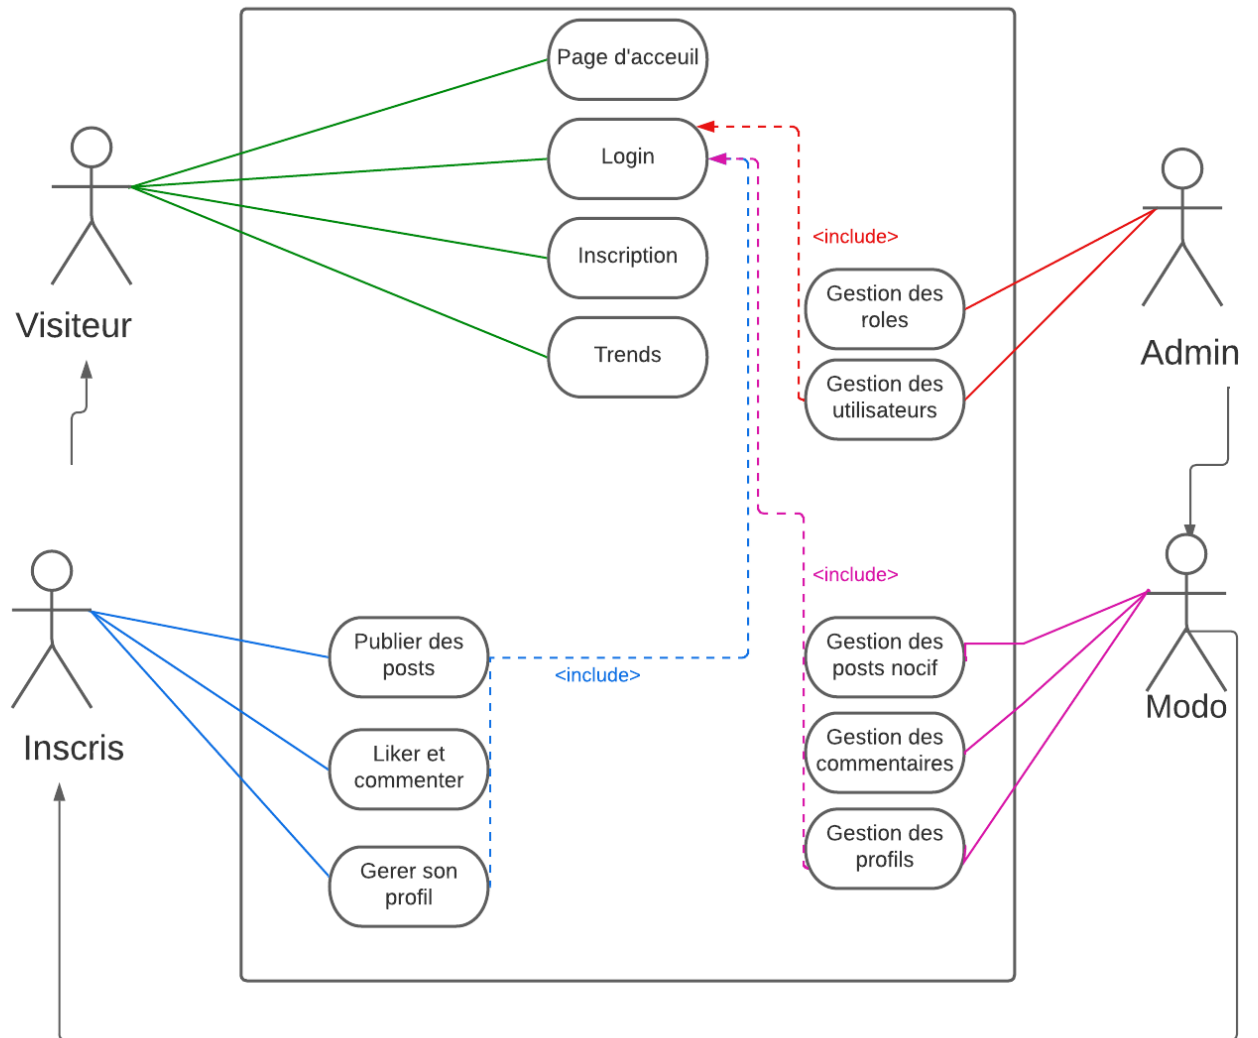 Page d'acceuil
Login
Inscription
Trends
Visiteur
<include>
Gestion des
roles
Gestion des
utilisateurs
Admin
<include>
Publier des
posts
<include>
Liker et
commenter
Gerer son
profil
Inscris
Gestion des
posts nocif
Gestion des
commentaires
Gestion des
profils
Modo